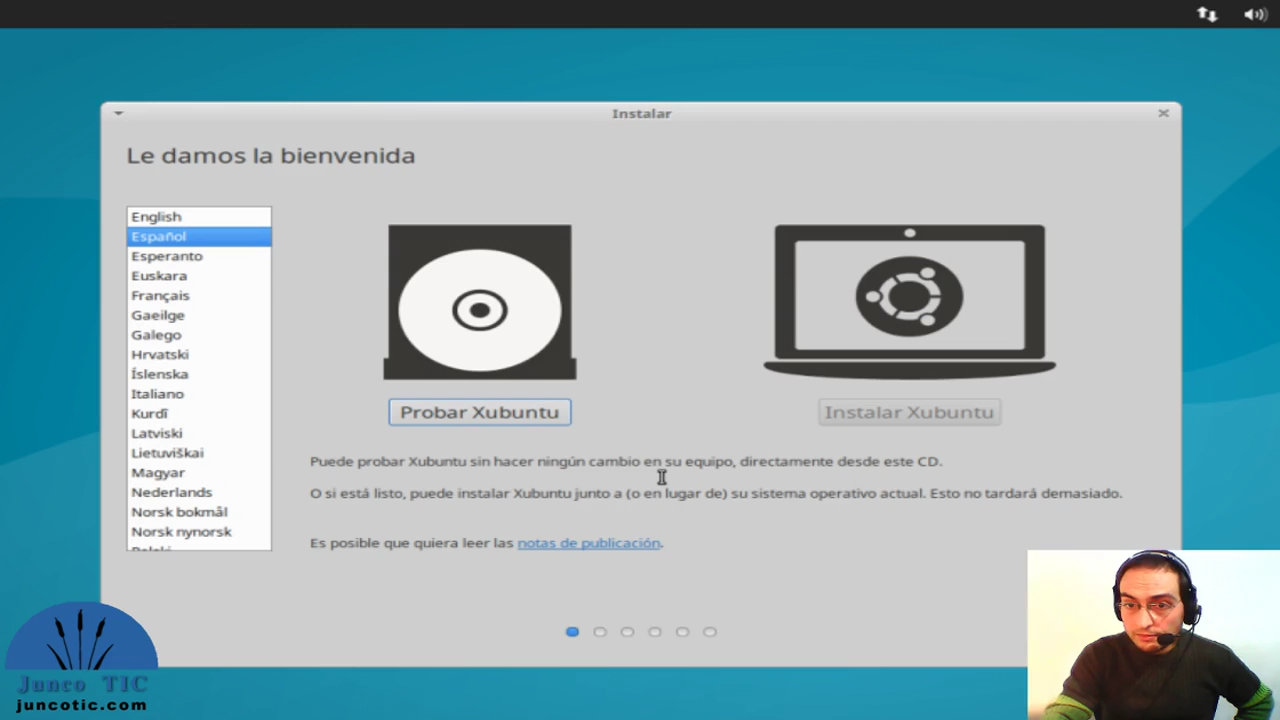 Instalar
Le damos la bienvenida
English
Español
Esperanto
Euskara
Français
Gaeilge
Galego
Hrvatski
Íslenska
Italiano
Kurdî
Latviski
Lietuviškai
Magyar
Nederlands
Norsk bokmål
Norsk nynorsk
Polski
Probar Xubuntu
Instalar Xubuntu
Puede probar Xubuntu sin hacer ningún cambio en su equipo, directamente desde este CD.
O si está listo, puede instalar Xubuntu junto a (o en lugar de) su sistema operativo actual. Esto no tardará demasiado.
Es posible que quiera leer las notas de publicación.
Junco TIC
juncotic.com